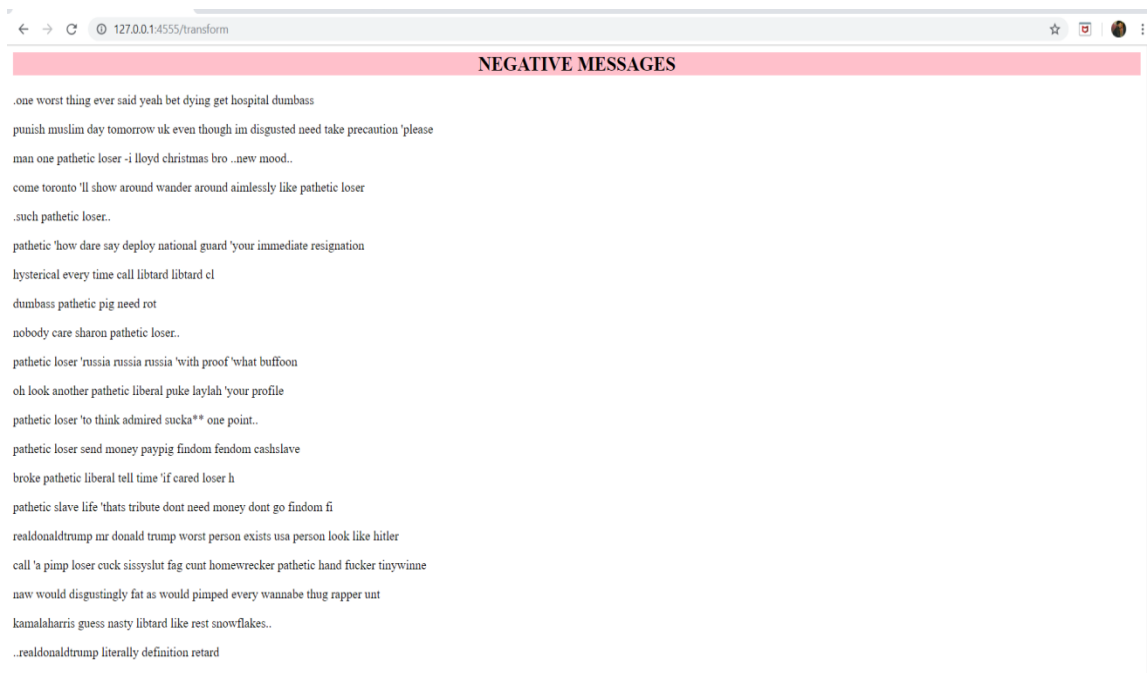 127.0.0.1:4555/transform
NEGATIVE MESSAGES
.one worst thing ever said yeah bet dying get hospital dumbass
punish muslim day tomorrow uk even though im disgusted need take precaution 'please
man one pathetic loser -i lloyd christmas bro ..new mood..
come toronto 'll show around wander around aimlessly like pathetic loser
.such pathetic loser..
pathetic 'how dare say deploy national guard 'your immediate resignation
hysterical every time call libtard libtard cl
dumbass pathetic pig need rot
nobody care sharon pathetic loser..
pathetic loser 'russia russia russia 'with proof 'what buffoon
oh look another pathetic liberal puke laylah 'your profile
pathetic loser 'to think admired sucka** one point..
pathetic loser send money paypig findom fendom cashslave
broke pathetic liberal tell time 'if cared loser h
pathetic slave life 'thats tribute dont need money dont go findom fi
realdonaldtrump mr donald trump worst person exists usa person look like hitler
call 'a pimp loser cuck sissyslut fag cunt homewrecker pathetic hand fucker tinywinne
naw would disgustingly fat as would pimped every wannabe thug rapper unt
kamalaharris guess nasty libtard like rest snowflakes..
..realdonaldtrump literally definition retard